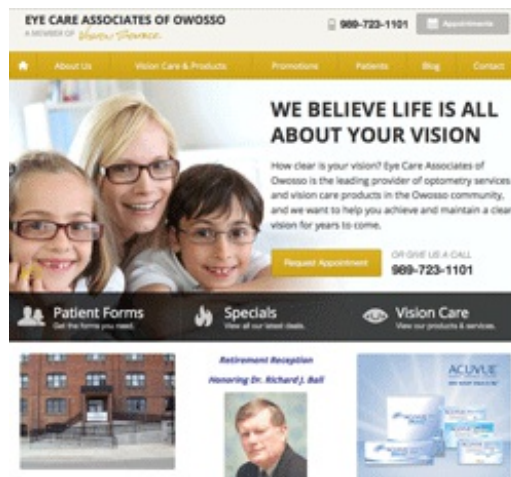 EYE CARE ASSOCIATES OF OWOSSO
A MEMBER OF Vision Source
989-723-1101
Appointments
About Us
Vision Care & Products
Promotions
Patients
Blog
Contact
WE BELIEVE LIFE IS ALL
ABOUT YOUR VISION
How clear is your vision? Eye Care Associates of
Owosso is the leading provider of optometry services
and vision care products in the Owosso community,
and we want to help you achieve and maintain a clear
vision for years to come.
Request Appointment
OR GIVE US A CALL
989-723-1101
Patient Forms
Get the forms you need.
Specials
View all our latest deals.
Vision Care
View our products & services.
Retirement Reception
Honoring Dr. Richard J. Ball
ACUVUE